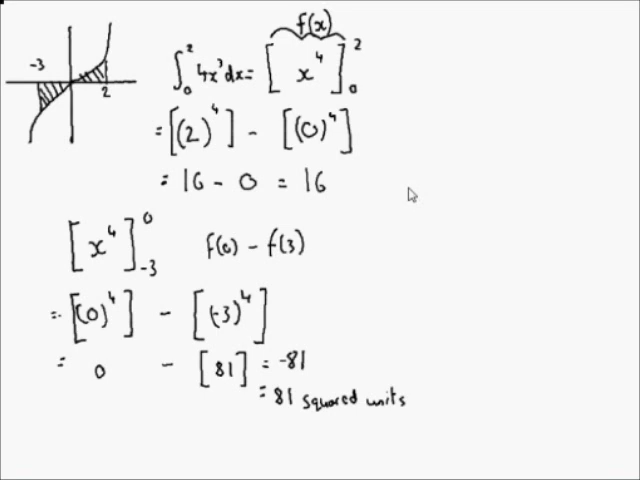 f(x)
-3
2
∫₀² 4x³dx = [x⁴]₀²
= [(2)⁴] - [(0)⁴]
= 16 - 0 = 16
[x⁴]₋₃⁰ f(0) - f(3)
= [(0)⁴] - [(-3)⁴]
= 0 - [81] = -81
= 81 squared units